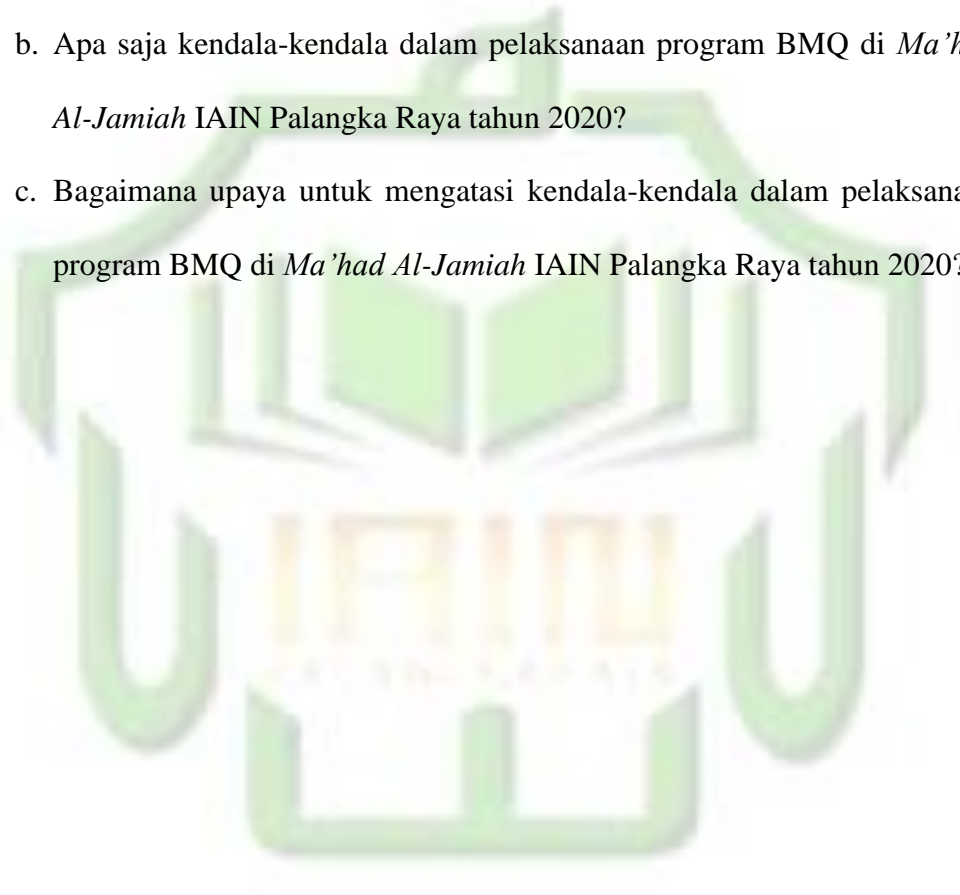 b. Apa saja kendala-kendala dalam pelaksanaan program BMQ di Ma’h
Al-Jamiah IAIN Palangka Raya tahun 2020?
c. Bagaimana upaya untuk mengatasi kendala-kendala dalam pelaksana
program BMQ di Ma’had Al-Jamiah IAIN Palangka Raya tahun 2020?
IAIN